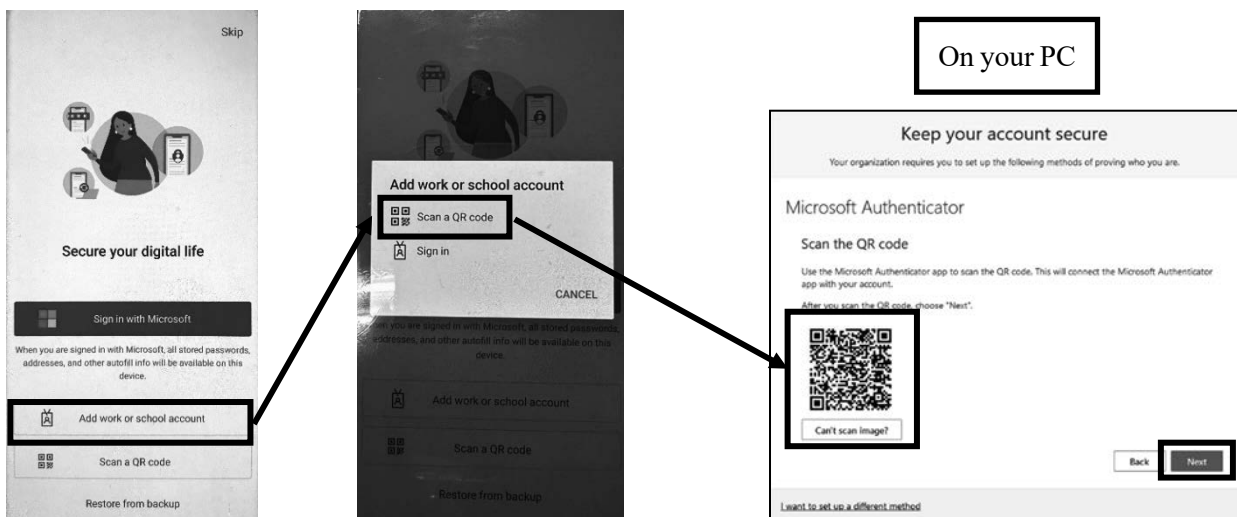 Skip
Secure your digital life
Sign in with Microsoft
When you are signed in with Microsoft, all stored passwords,
addresses, and other autofill info will be available on this
device.
Add work or school account
Scan a QR code
Restore from backup
Add work or school account
Scan a QR code
Sign in
CANCEL
When you are signed in with Microsoft, all stored passwords,
addresses, and other autofill info will be available on this
device.
Add work or school account
Scan a QR code
Restore from backup
On your PC
Keep your account secure
Your organization requires you to set up the following methods of proving who you are.
Microsoft Authenticator
Scan the QR code
Use the Microsoft Authenticator app to scan the QR code. This will connect the Microsoft Authenticator
app with your account.
After you scan the QR code, choose "Next".
Can't scan image?
Back
Next
I want to set up a different method